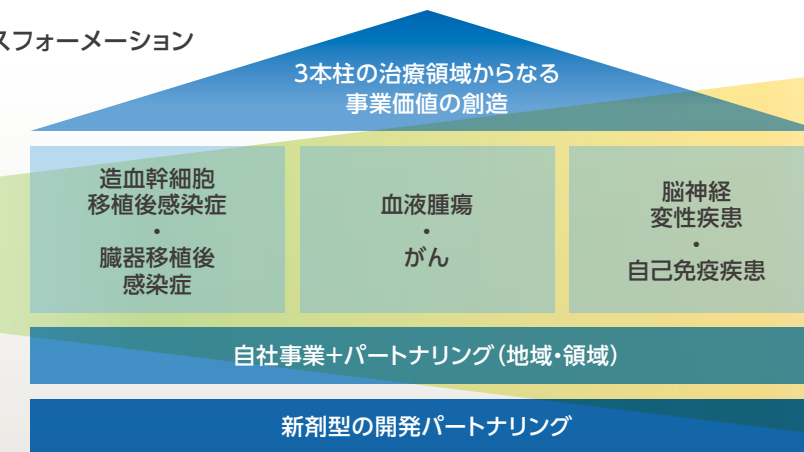 スフォーメーション
3本柱の治療領域からなる
事業価値の創造
造血幹細胞
移植後感染症
・
臓器移植後
感染症
血液腫瘍
・
がん
脳神経
変性疾患
・
自己免疫疾患
自社事業+パートナリング(地域・領域)
新剤型の開発パートナリング